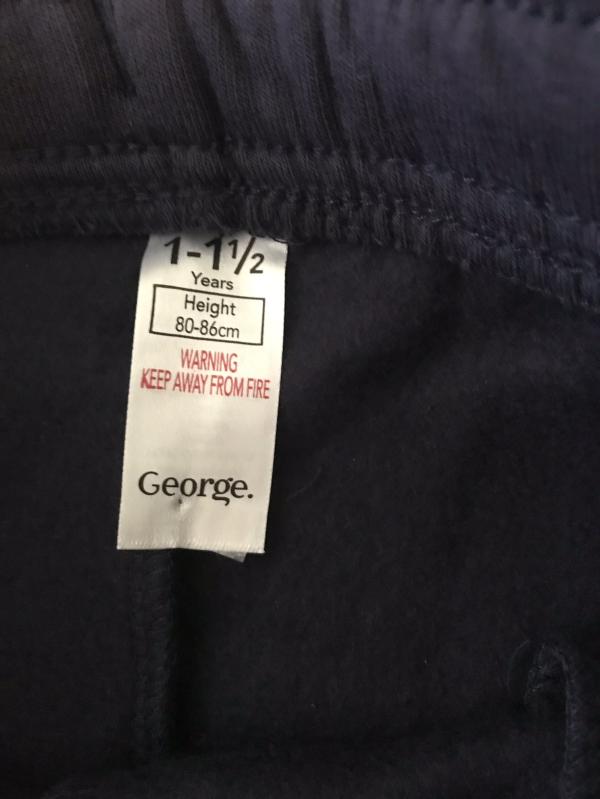 1-1½
Years
Height
80-86cm
WARNING
KEEP AWAY FROM FIRE
George.